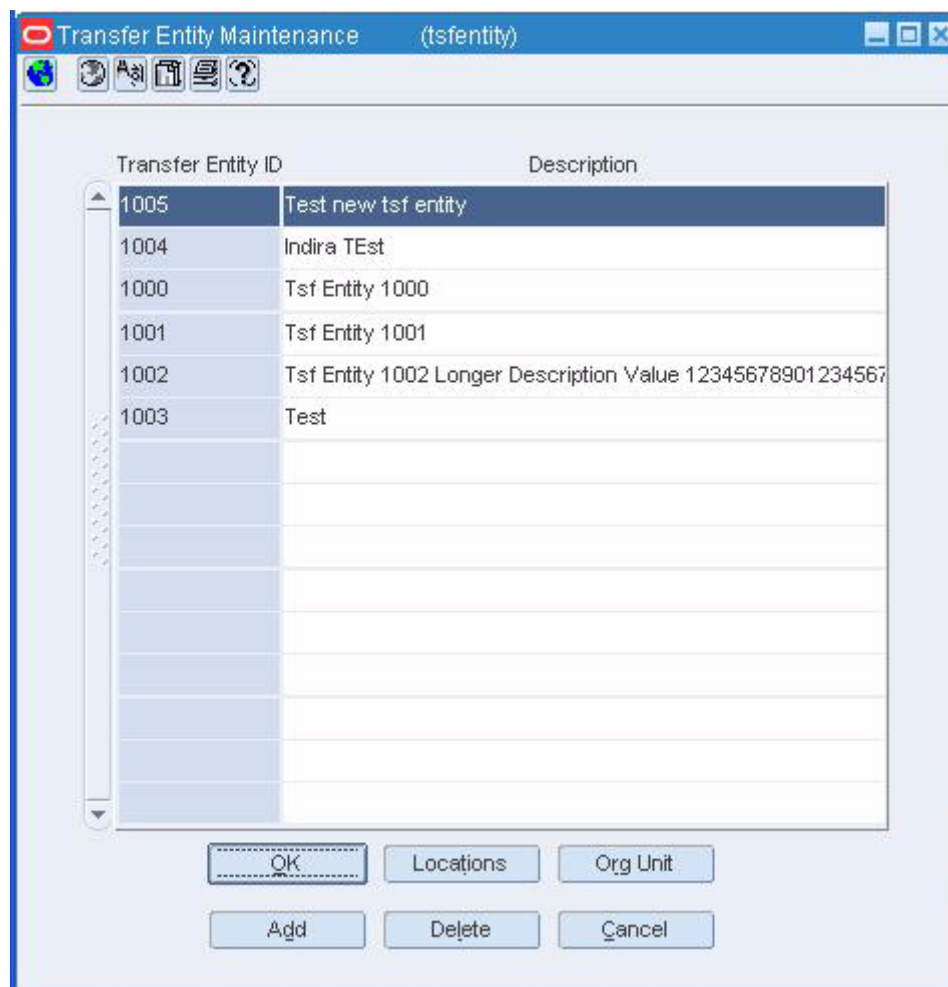 Transfer Entity Maintenance (tsfentity)
Transfer Entity ID Description
1005 Test new tsf entity
1004 Indira TEst
1000 Tsf Entity 1000
1001 Tsf Entity 1001
1002 Tsf Entity 1002 Longer Description Value 12345678901234567
1003 Test
OK Locations Org Unit
Add Delete Cancel